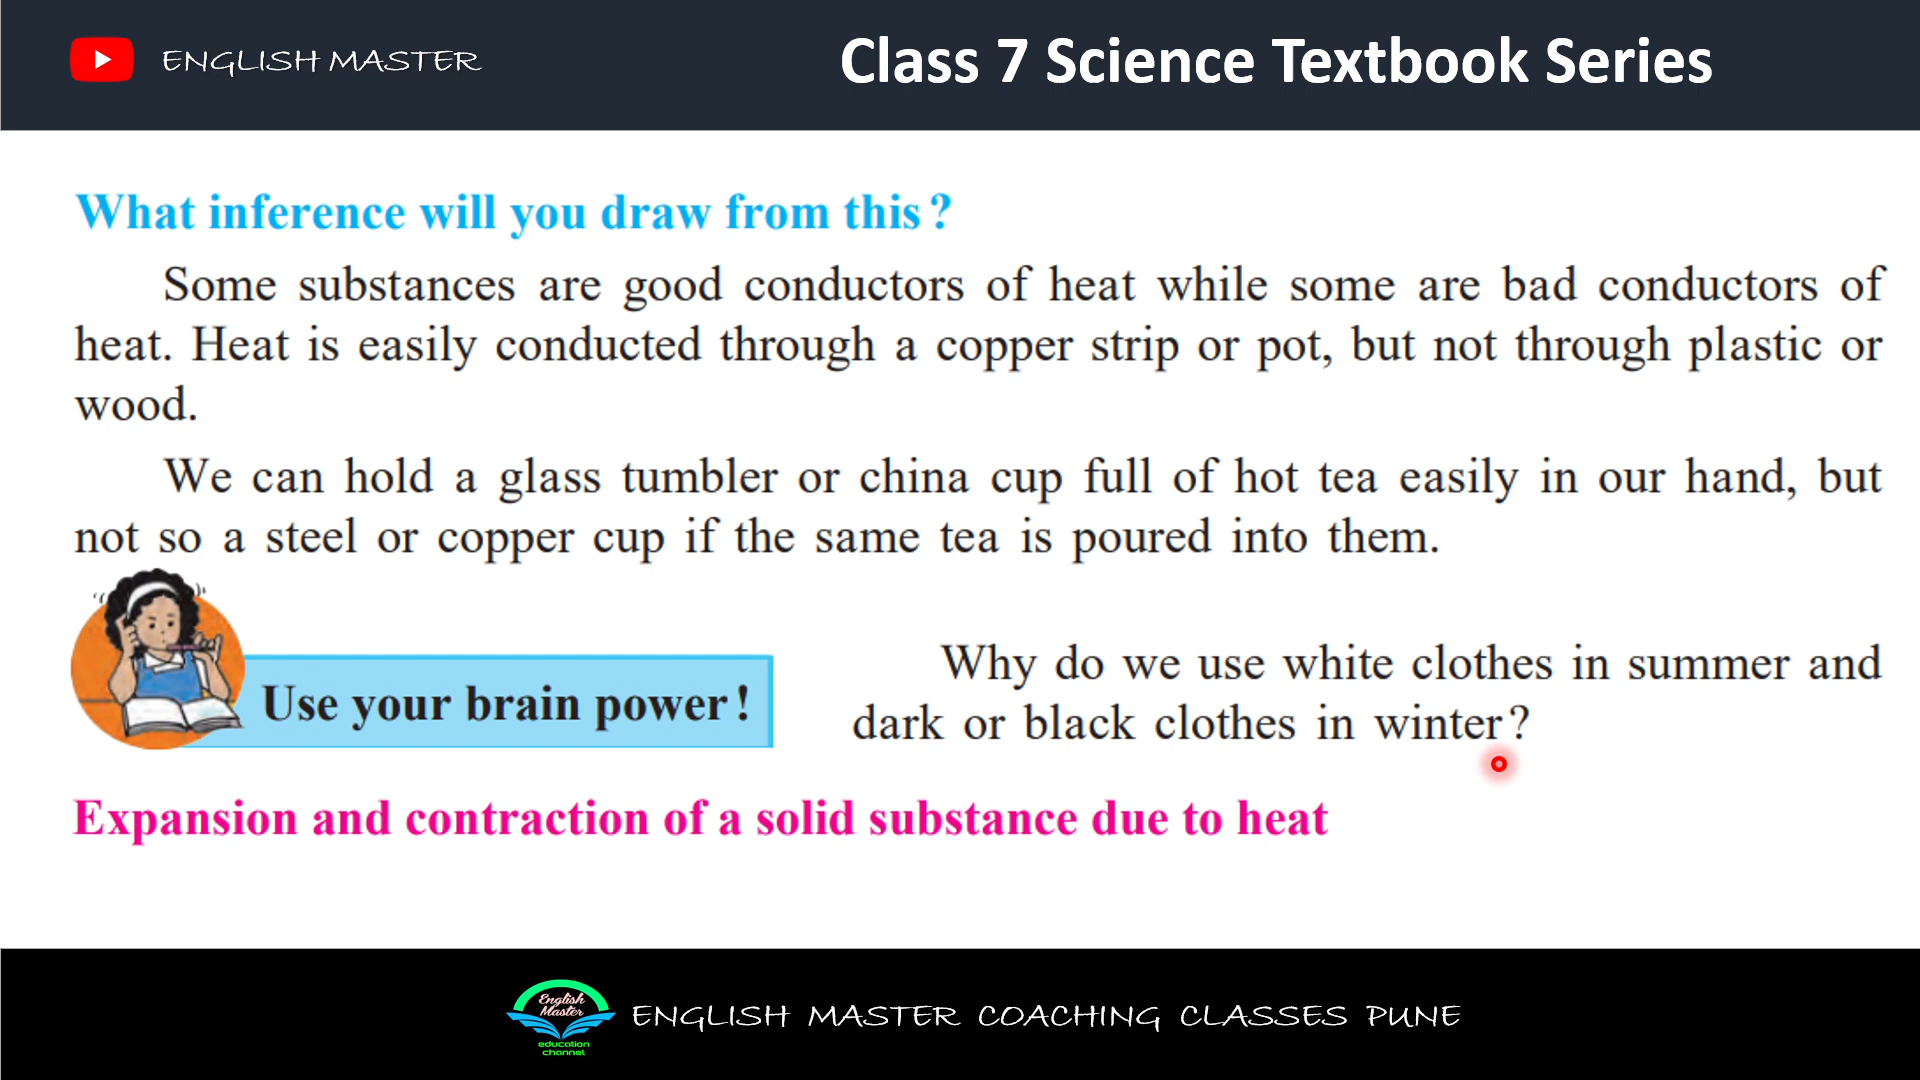 ENGLISH MASTER
Class 7 Science Textbook Series
What inference will you draw from this ?
Some substances are good conductors of heat while some are bad conductors of
heat. Heat is easily conducted through a copper strip or pot, but not through plastic or
wood.
We can hold a glass tumbler or china cup full of hot tea easily in our hand, but
not so a steel or copper cup if the same tea is poured into them.
Use your brain power !
Why do we use white clothes in summer and
dark or black clothes in winter ?
Expansion and contraction of a solid substance due to heat
English
Master
education
channel
ENGLISH MASTER COACHING CLASSES PUNE